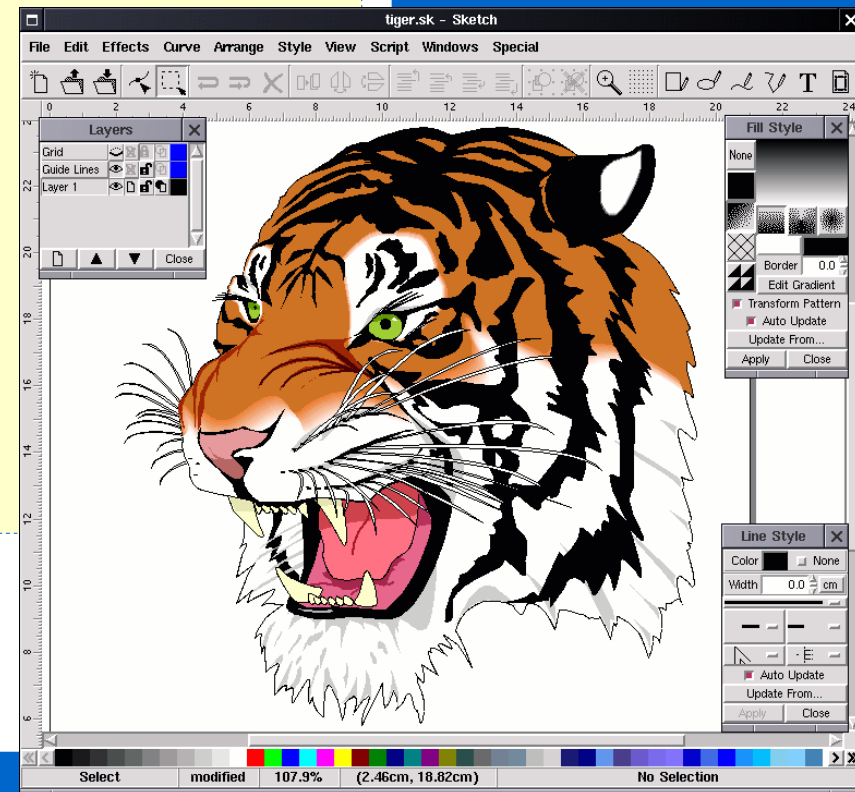 tiger.sk - Sketch
File Edit Effects Curve Arrange Style View Script Windows Special
0 2 4 6 8 10 12 14 16 18 20 22 24
Layers
Grid
Guide Lines
Layer 1
Close
22
20
18
16
14
12
10
8
6
Fill Style
None
Border 0.0
Edit Gradient
Transform Pattern
Auto Update
Update From...
Apply Close
Line Style
Color None
Width 0.0 cm
Auto Update
Update From...
Apply Close
Select modified 107.9% (2.46cm, 18.82cm) No Selection